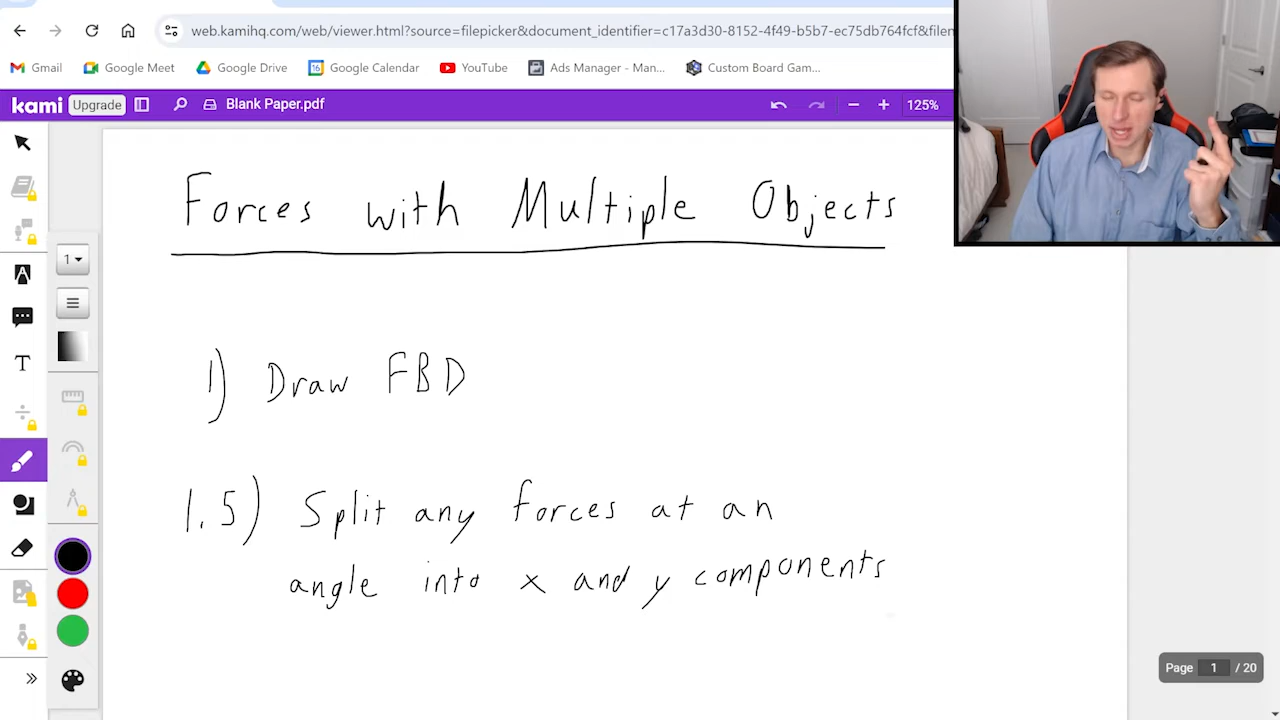 web.kamihq.com/web/viewer.html?source=filepicker&document_identifier=c17a3d30-8152-4f49-b5b7-ec75db764fcf&filen
Gmail Google Meet Google Drive 16 Google Calendar YouTube Ads Manager - Man... Custom Board Gam...
kami Upgrade Blank Paper.pdf 125%
Forces with Multiple Objects
1
1) Draw FBD
T
1.5) Split any forces at an
angle into x and y components
Page 1 / 20